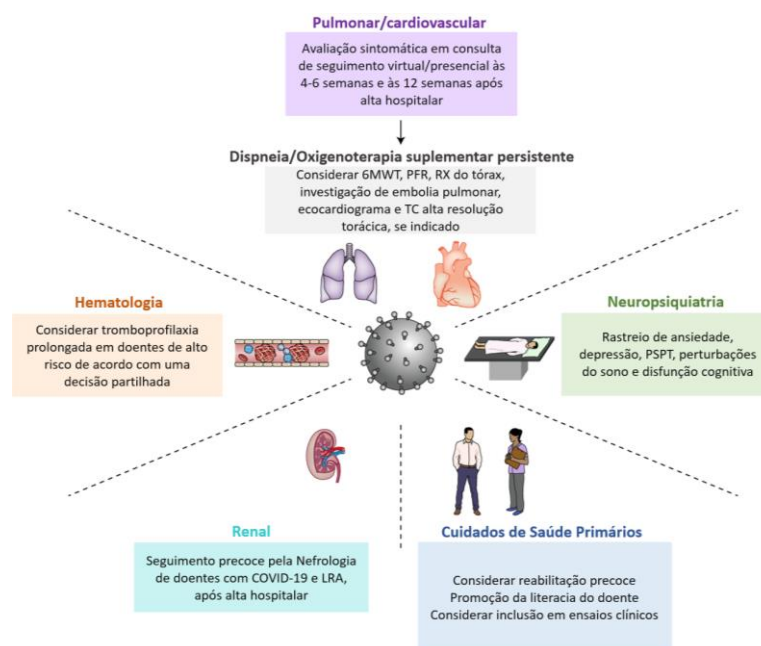 Pulmonar/cardiovascular
Avaliação sintomática em consulta
de seguimento virtual/presencial às
4-6 semanas e às 12 semanas após
alta hospitalar
Dispneia/Oxigenoterapia suplementar persistente
Considerar 6MWT, PFR, RX do tórax,
investigação de embolia pulmonar,
ecocardiograma e TC alta resolução
torácica, se indicado
Hematologia
Considerar tromboprofilaxia
prolongada em doentes de alto
risco de acordo com uma
decisão partilhada
Neuropsiquiatria
Rastreio de ansiedade,
depressão, PSPT, perturbações
do sono e disfunção cognitiva
Renal
Seguimento precoce pela Nefrologia
de doentes com COVID-19 e LRA,
após alta hospitalar
Cuidados de Saúde Primários
Considerar reabilitação precoce
Promoção da literacia do doente
Considerar inclusão em ensaios clínicos